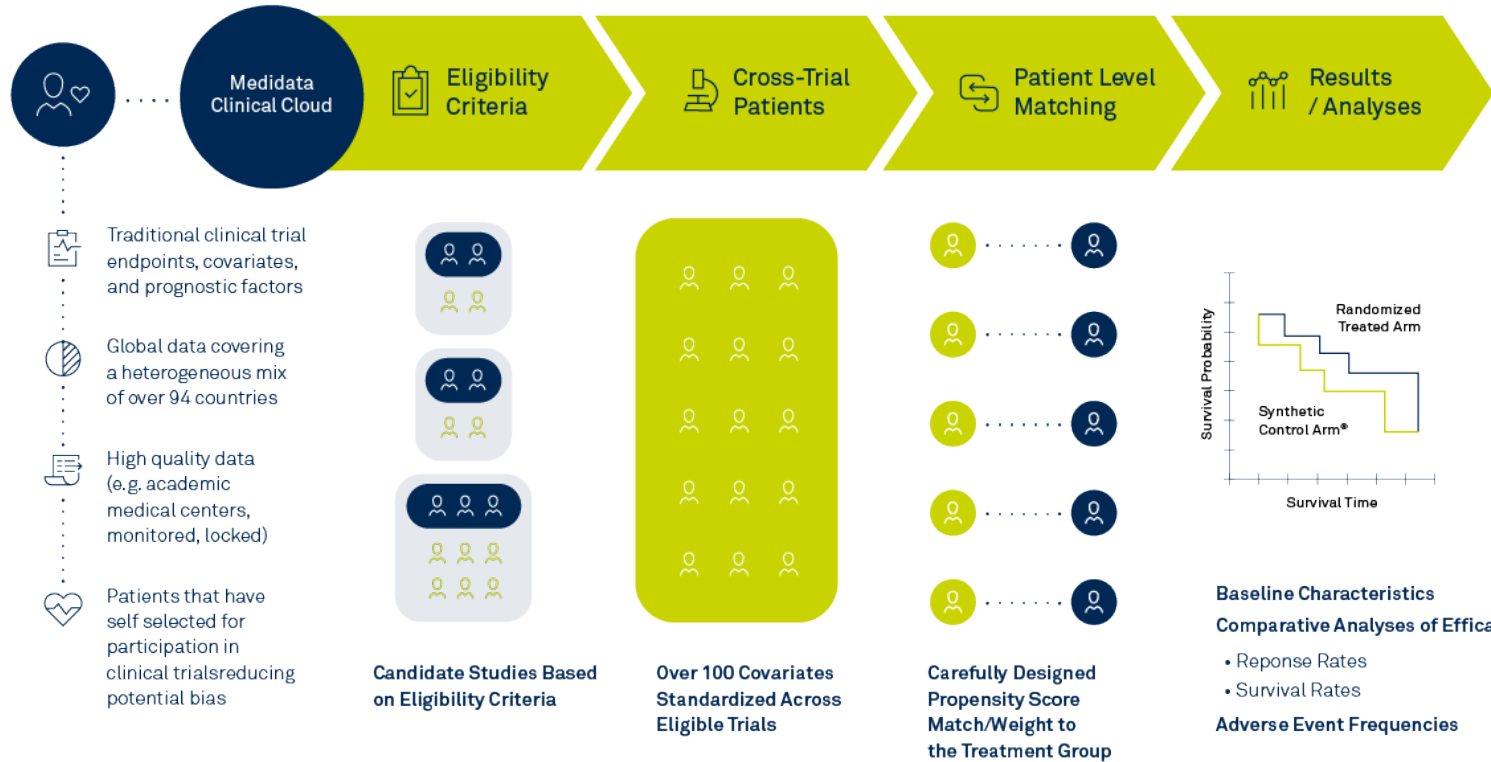 Medidata
Clinical Cloud
Eligibility
Criteria
Cross-Trial
Patients
Patient Level
Matching
Results
/ Analyses
Traditional clinical trial
endpoints, covariates,
and prognostic factors
Global data covering
a heterogeneous mix
of over 94 countries
High quality data
(e.g. academic
medical centers,
monitored, locked)
Patients that have
self selected for
participation in
clinical trialsreducing
potential bias
Candidate Studies Based
on Eligibility Criteria
Over 100 Covariates
Standardized Across
Eligible Trials
Carefully Designed
Propensity Score
Match/Weight to
the Treatment Group
Survival Probability
Randomized
Treated Arm
Synthetic
Control Arm®
Survival Time
Baseline Characteristics
Comparative Analyses of Effica
• Reponse Rates
• Survival Rates
Adverse Event Frequencies